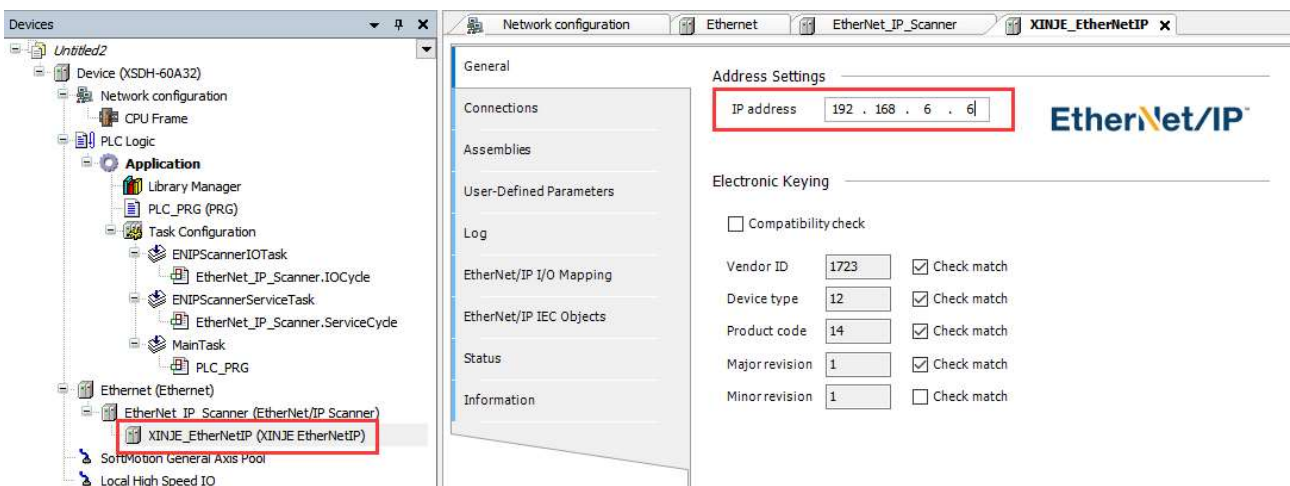 Devices
Untitled2
Device (XSDH-60A32)
Network configuration
CPU Frame
PLC Logic
Application
Library Manager
PLC_PRG (PRG)
Task Configuration
ENIPScannerIOTask
EtherNet_IP_Scanner.IOCycle
ENIPScannerServiceTask
EtherNet_IP_Scanner.ServiceCycle
MainTask
PLC_PRG
Ethernet (Ethernet)
EtherNet_IP_Scanner (EtherNet/IP Scanner)
XINJE_EtherNetIP (XINJE EtherNetIP)
SoftMotion General Axis Pool
Local High Speed IO
Network configuration Ethernet EtherNet_IP_Scanner XINJE_EtherNetIP X
General
Connections
Assemblies
User-Defined Parameters
Log
EtherNet/IP I/O Mapping
EtherNet/IP IEC Objects
Status
Information
Address Settings
IP address 192 . 168 . 6 . 6
EtherNet/IP™
Electronic Keying
Compatibility check
Vendor ID 1723 Check match
Device type 12 Check match
Product code 14 Check match
Major revision 1 Check match
Minor revision 1 Check match